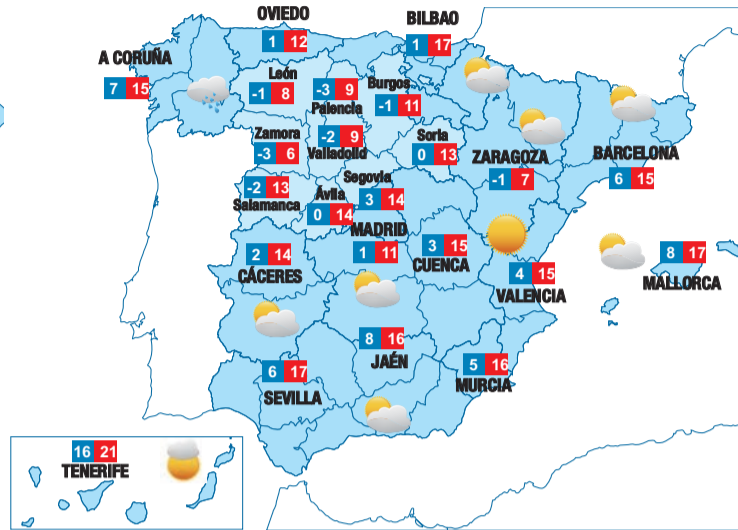 OVIEDO
1 12
BILBAO
1 17
A CORUÑA
7 15
León
-1 8
-3 9
Palencia
Burgos
-1 11
Zamora
-3 6
-2 9
Valladolid
Soria
0 13
ZARAGOZA
-1 7
BARCELONA
6 15
-2 13
Salamanca
Ávila
0 14
Segovia
3 14
MADRID
1 11
3 15
CUENCA
2 14
CÁCERES
4 15
VALENCIA
8 17
MALLORCA
8 16
JAÉN
6 17
SEVILLA
5 16
MURCIA
16 21
TENERIFE